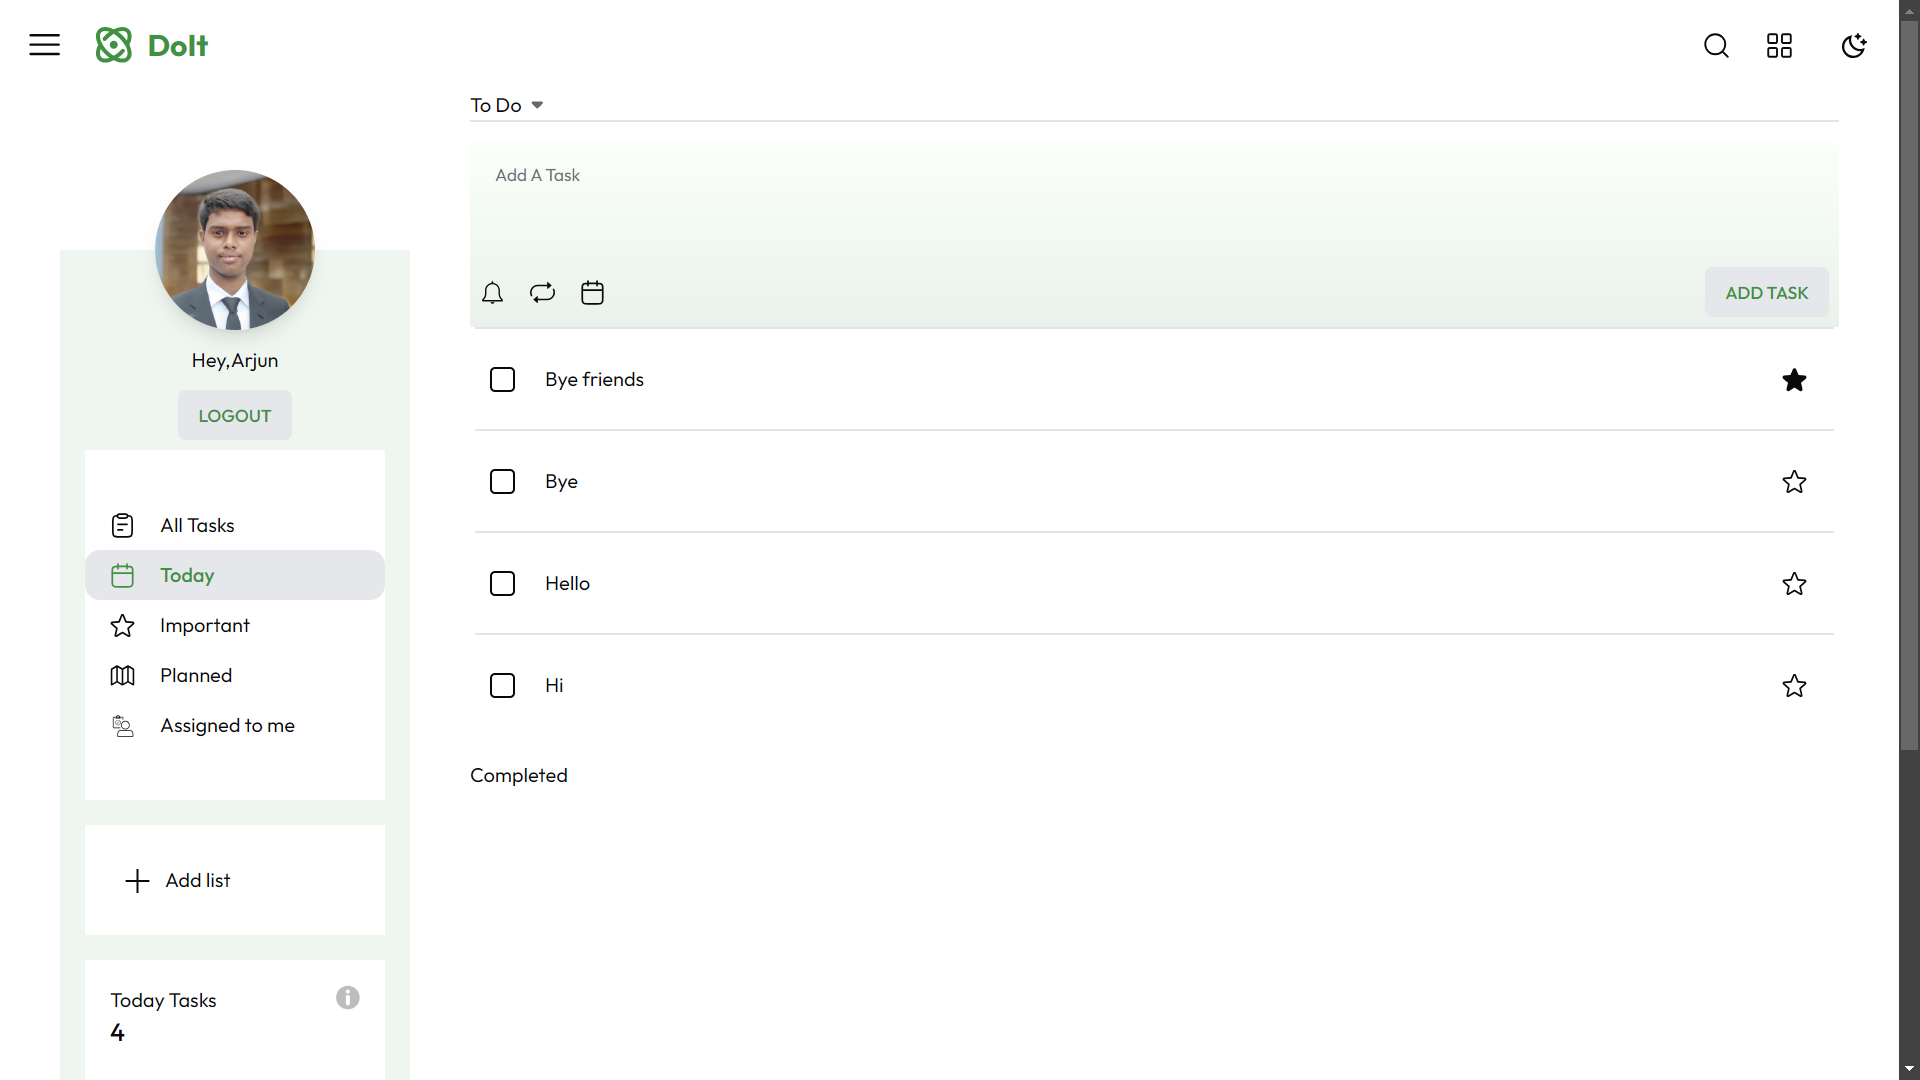 DoIt
To Do
Add A Task
ADD TASK
Hey,Arjun
LOGOUT
All Tasks
Today
Important
Planned
Assigned to me
Add list
Today Tasks
4
Bye friends
Bye
Hello
Hi
Completed